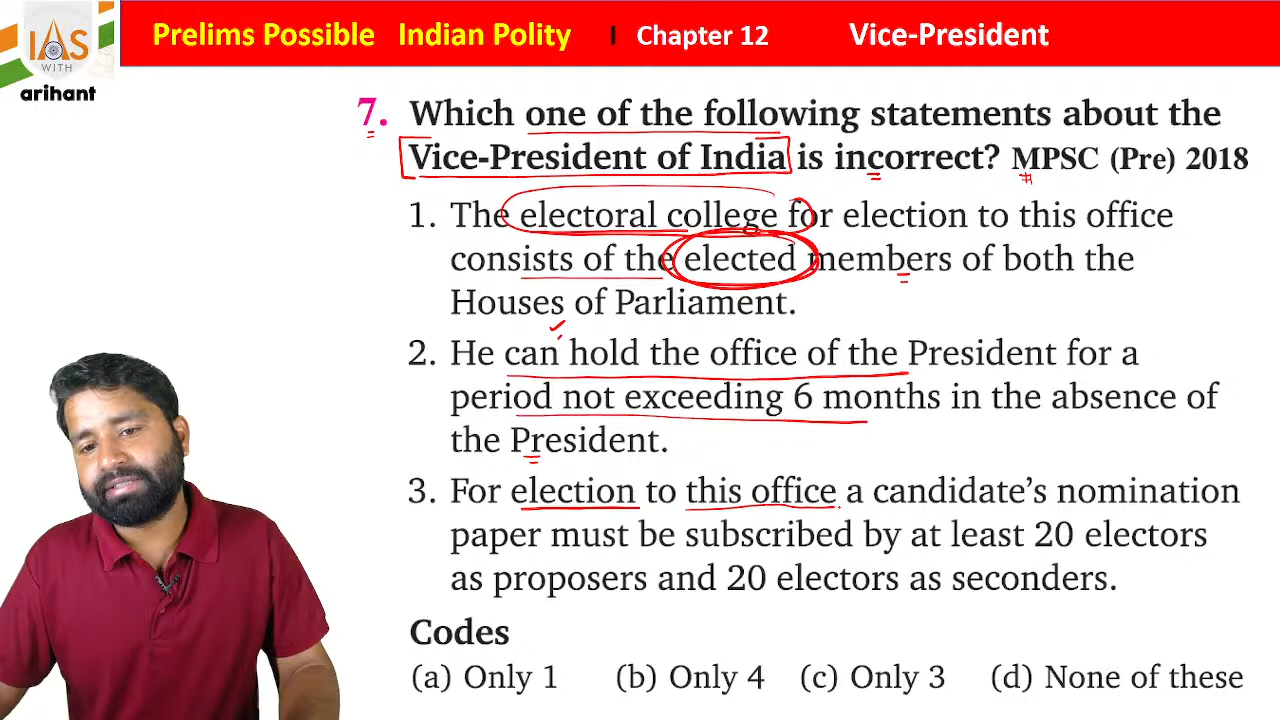 IAS
WITH
arihant
Prelims Possible Indian Polity | Chapter 12 Vice-President
7. Which one of the following statements about the
Vice-President of India is incorrect? MPSC (Pre) 2018
1. The electoral college for election to this office
consists of the elected members of both the
Houses of Parliament.
2. He can hold the office of the President for a
period not exceeding 6 months in the absence of
the President.
3. For election to this office a candidate's nomination
paper must be subscribed by at least 20 electors
as proposers and 20 electors as seconders.
Codes
(a) Only 1 (b) Only 4 (c) Only 3 (d) None of these